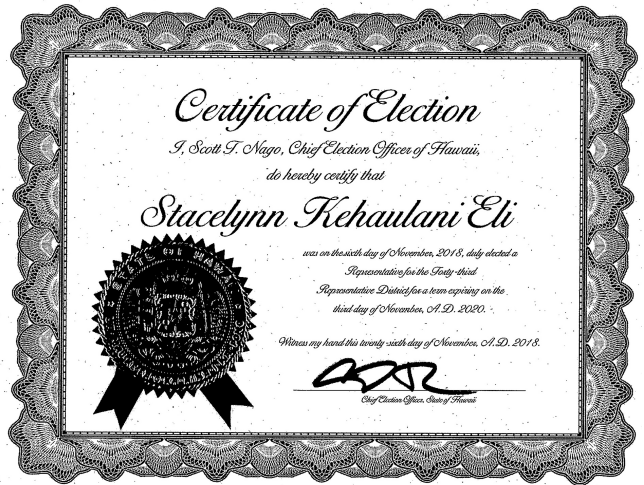 Certificate of Election
I, Scott T. Nago, Chief Election Officer of Hawaii,
do hereby certify that
Stacelynn Kehaulani Eli
was on the sixth day of November, 2018, duly elected a
Representative for the Forty-third
Representative District for a term expiring on the
third day of November, A.D. 2020.
Witness my hand this twenty-sixth day of November, A.D. 2018.
Chief Election Officer, State of Hawaii
STATE OF HAWAII